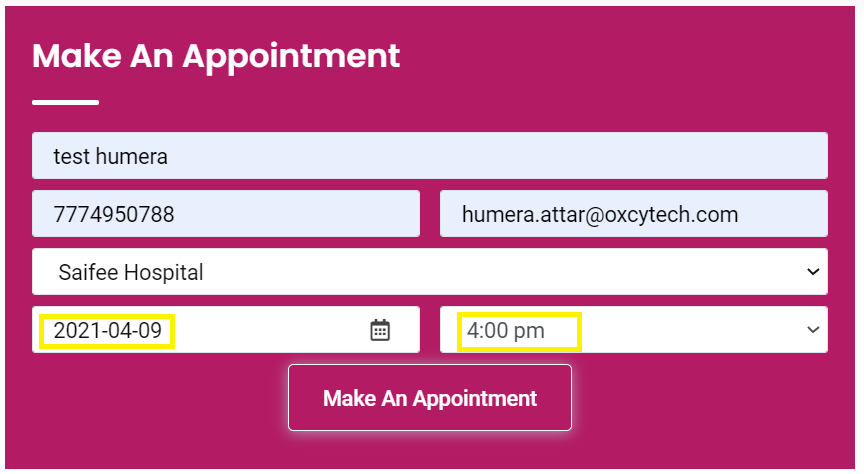 Make An Appointment
test humera
7774950788
humera.attar@oxcytech.com
Saifee Hospital
2021-04-09
4:00 pm
Make An Appointment